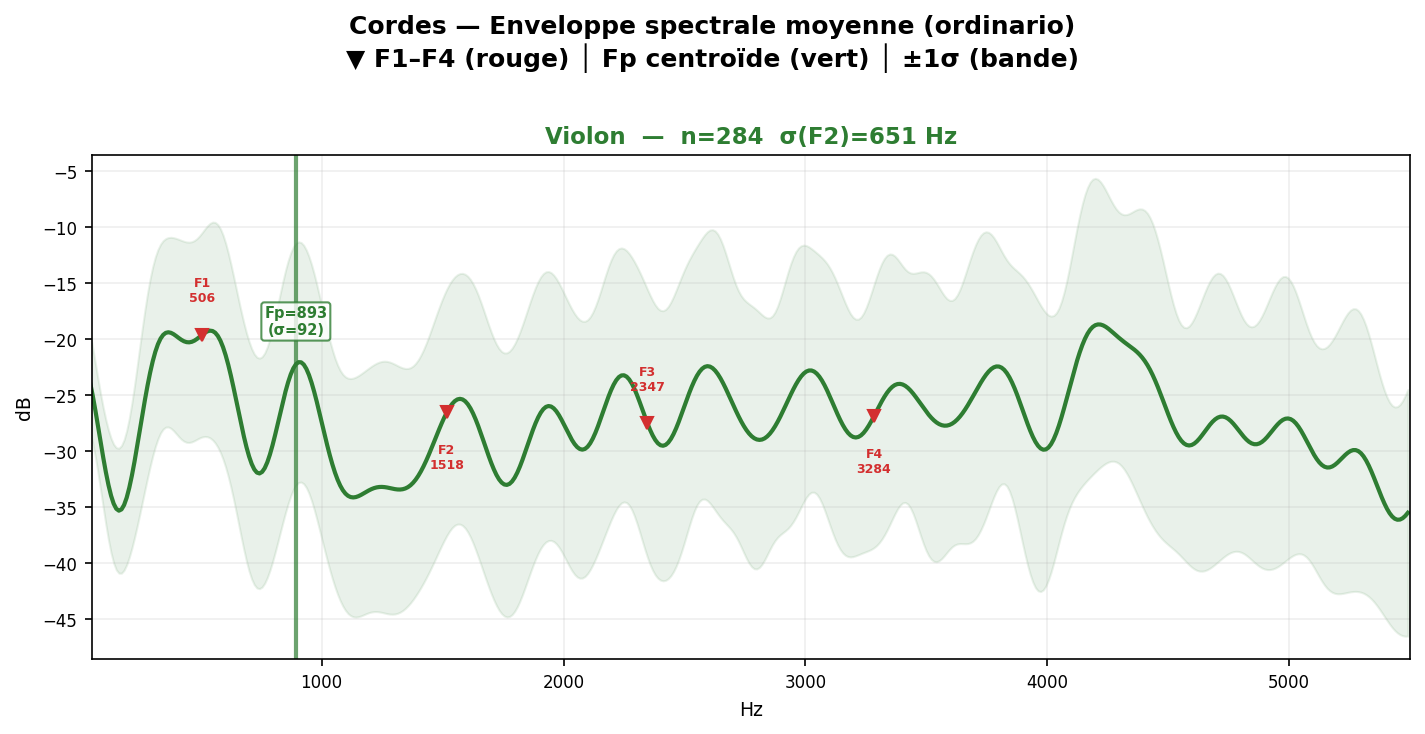 Cordes — Enveloppe spectrale moyenne (ordinario)
▼ F1–F4 (rouge) │ Fp centroïde (vert) │ ±1σ (bande)
Violon — n=284 σ(F2)=651 Hz
dB
−5
−10
−15
−20
−25
−30
−35
−40
−45
F1
506
Fp=893
(σ=92)
F2
1518
F3
2347
F4
3284
1000
2000
3000
4000
5000
Hz